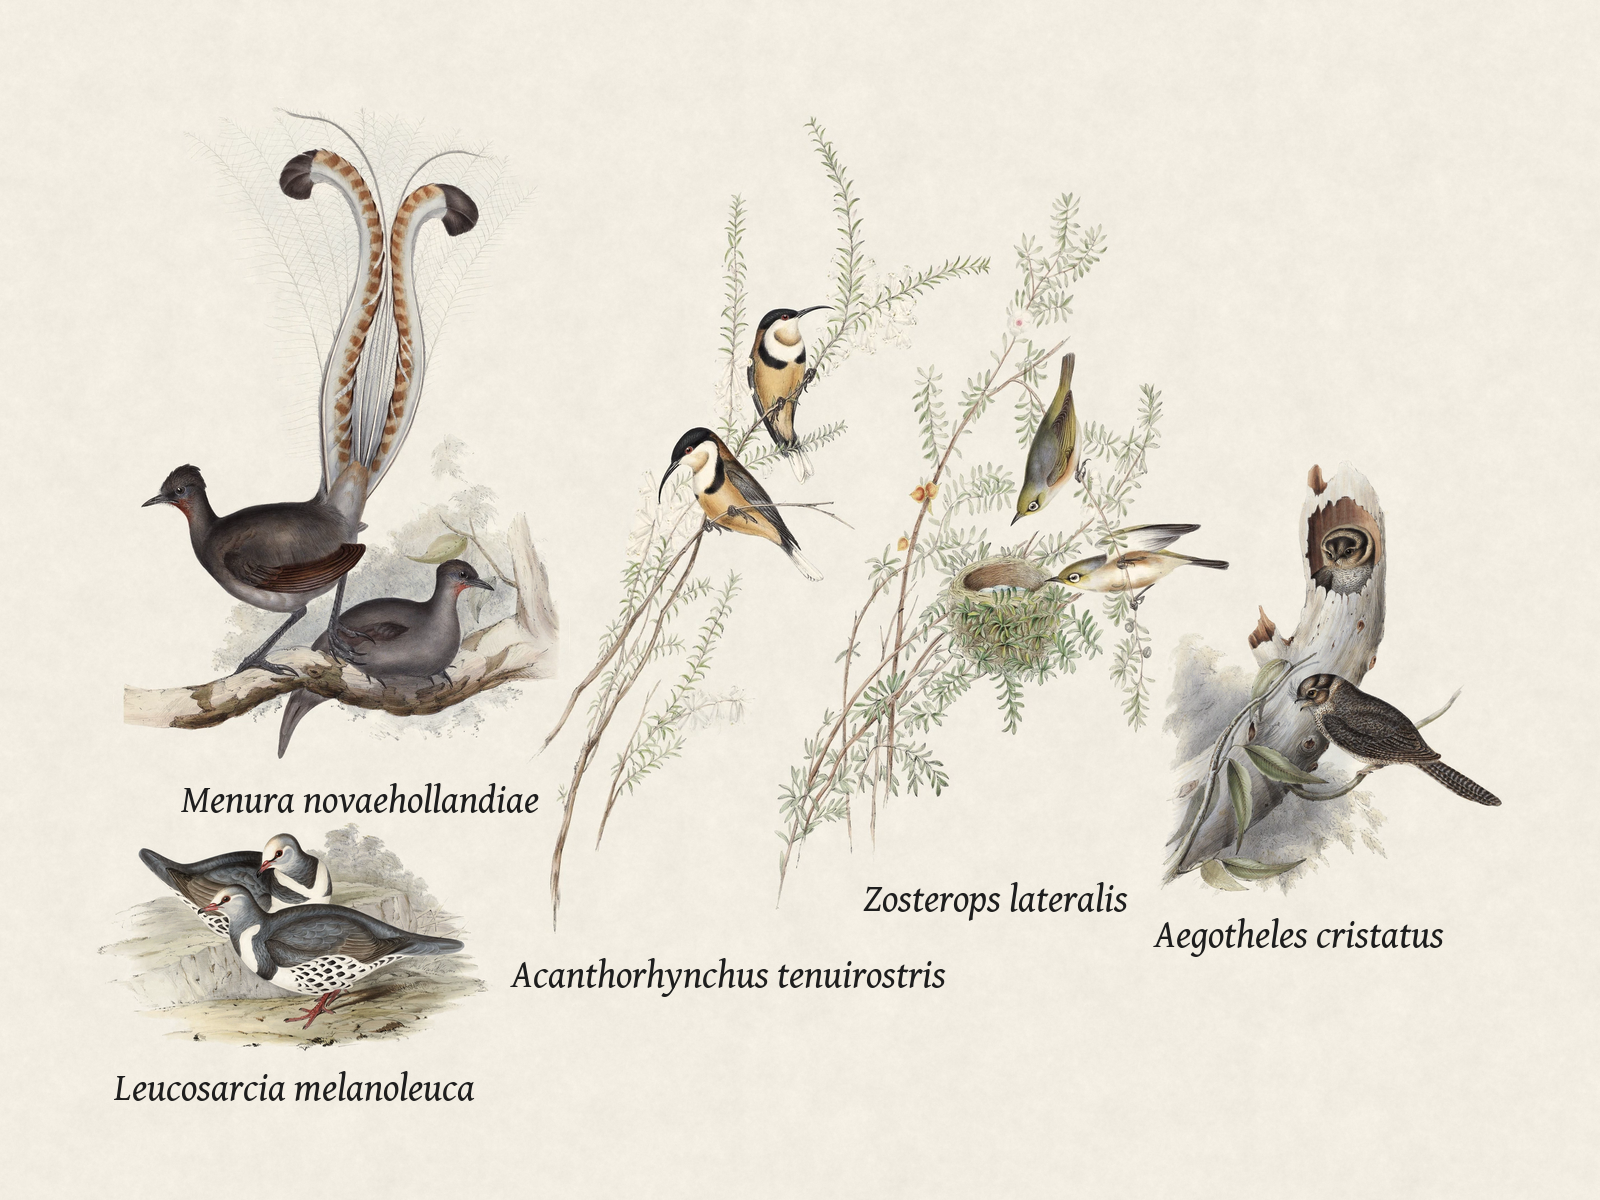 Menura novaehollandiae
Zosterops lateralis
Aegotheles cristatus
Acanthorhynchus tenuirostris
Leucosarcia melanoleuca